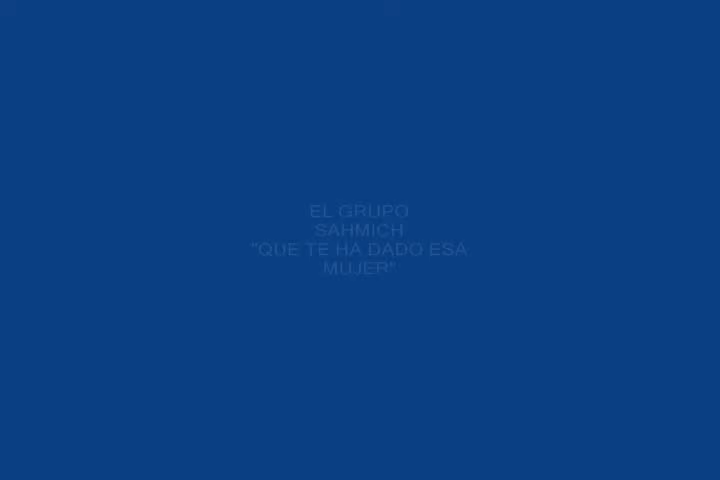 EL GRUPO
SAHMICH
"QUE TE HA DADO ESA
MUJER"